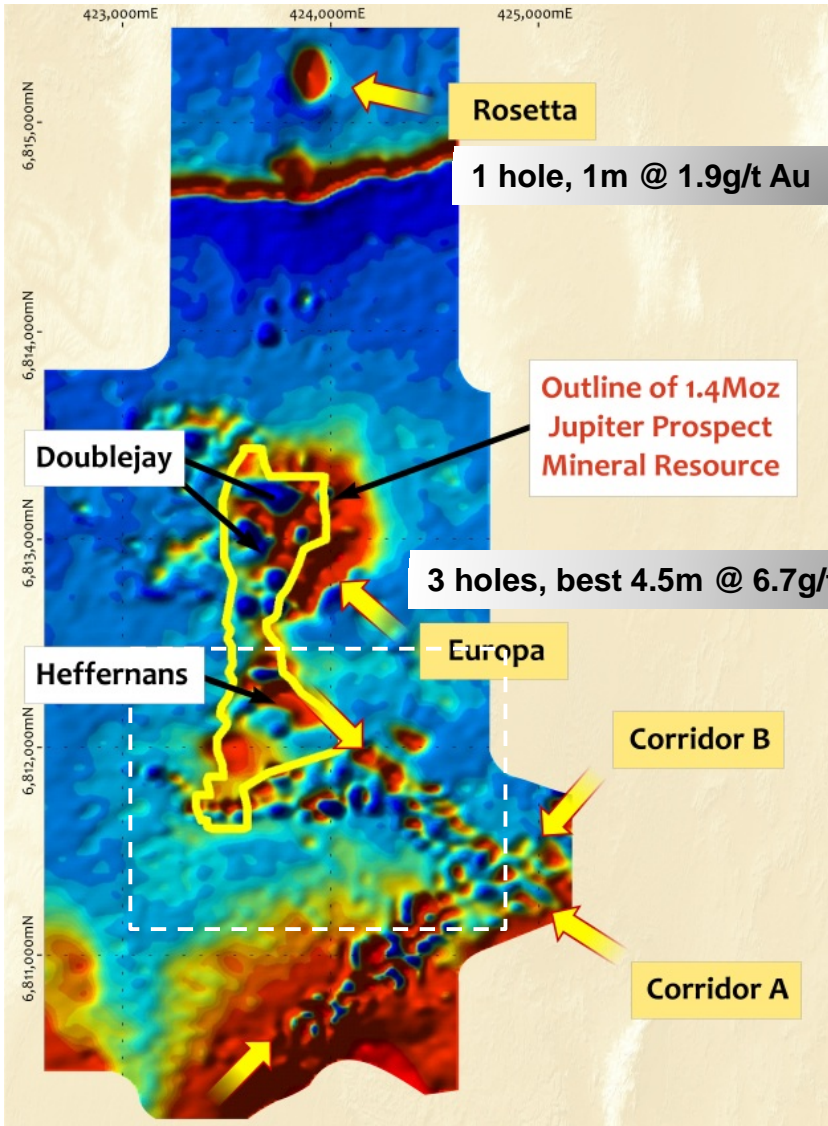 423,000mE
424,000mE
425,000mE
6,815,000mN
Rosetta
1 hole, 1m @ 1.9g/t Au
6,814,000mN
Outline of 1.4Moz
Jupiter Prospect
Mineral Resource
Doublejay
6,813,000mN
3 holes, best 4.5m @ 6.7g/
Europa
Heffernans
Corridor B
6,812,000mN
6,811,000mN
Corridor A